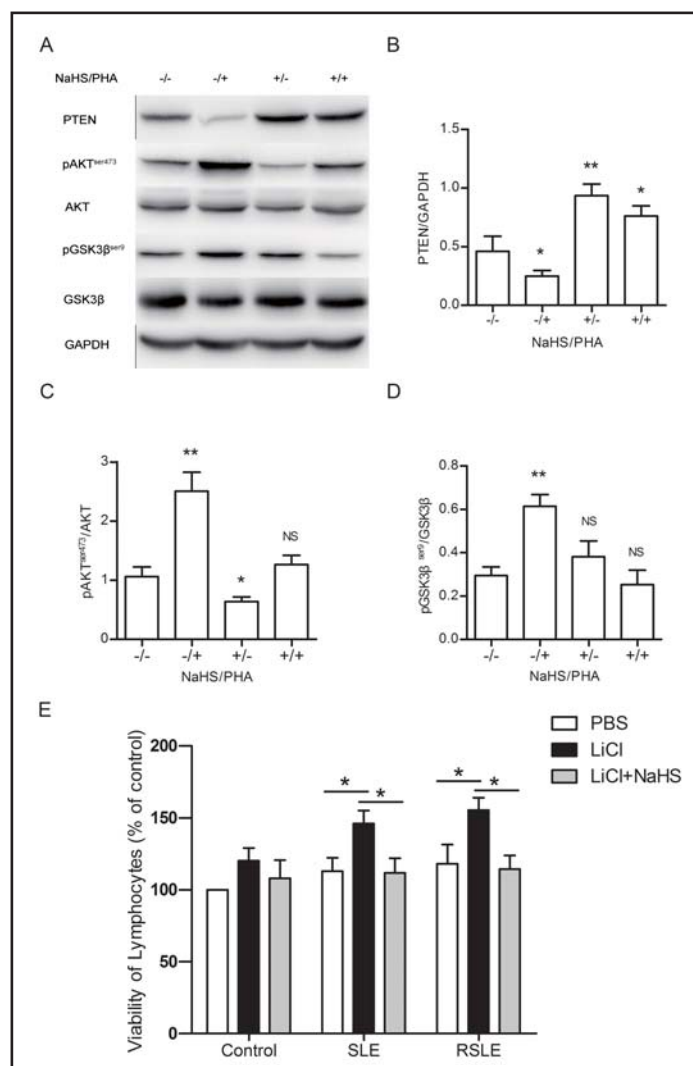 A
NaHS/PHA -/- -/+ +/- +/+
PTEN
pAKTser473
AKT
pGSK3βser9
GSK3β
GAPDH
B
PTEN/GAPDH
1.5
1.0
0.5
0.0
* ** *
-/- -/+ +/- +/+
NaHS/PHA
C
pAKTser473/AKT
3
2
1
0
** * NS
-/- -/+ +/- +/+
NaHS/PHA
D
pGSK3β ser9/GSK3β
0.8
0.6
0.4
0.2
0.0
** NS NS
-/- -/+ +/- +/+
NaHS/PHA
E
PBS
LiCl
LiCl+NaHS
Viability of Lymphocytes (% of control)
200
150
100
50
0
* * * *
Control SLE RSLE